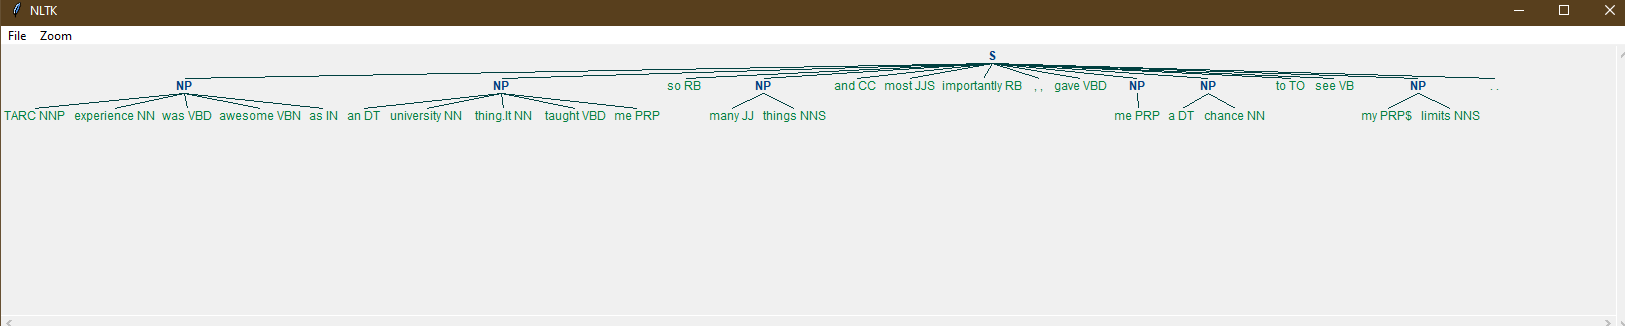 NLTK
File Zoom
S
NP NP so RB NP and CC most JJS importantly RB , , gave VBD NP NP to TO see VB NP . .
TARC NNP experience NN was VBD awesome VBN as IN an DT university NN thing.It NN taught VBD me PRP many JJ things NNS me PRP a DT chance NN my PRP$ limits NNS